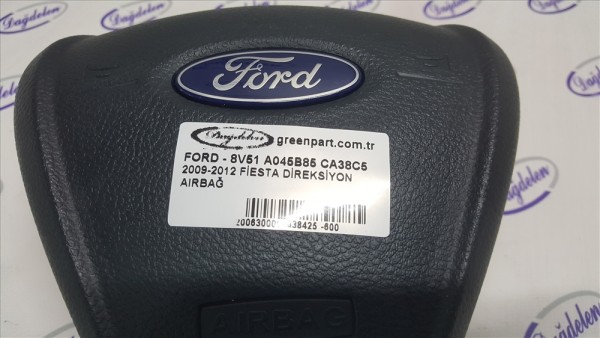 Dağdelen
Ford
Dağdelen greenpart.com.tr
FORD - 8V51 A045B85 CA38C5
2009-2012 FİESTA DİREKSİYON
AIRBAĞ
AIRBAG
Dağdelen